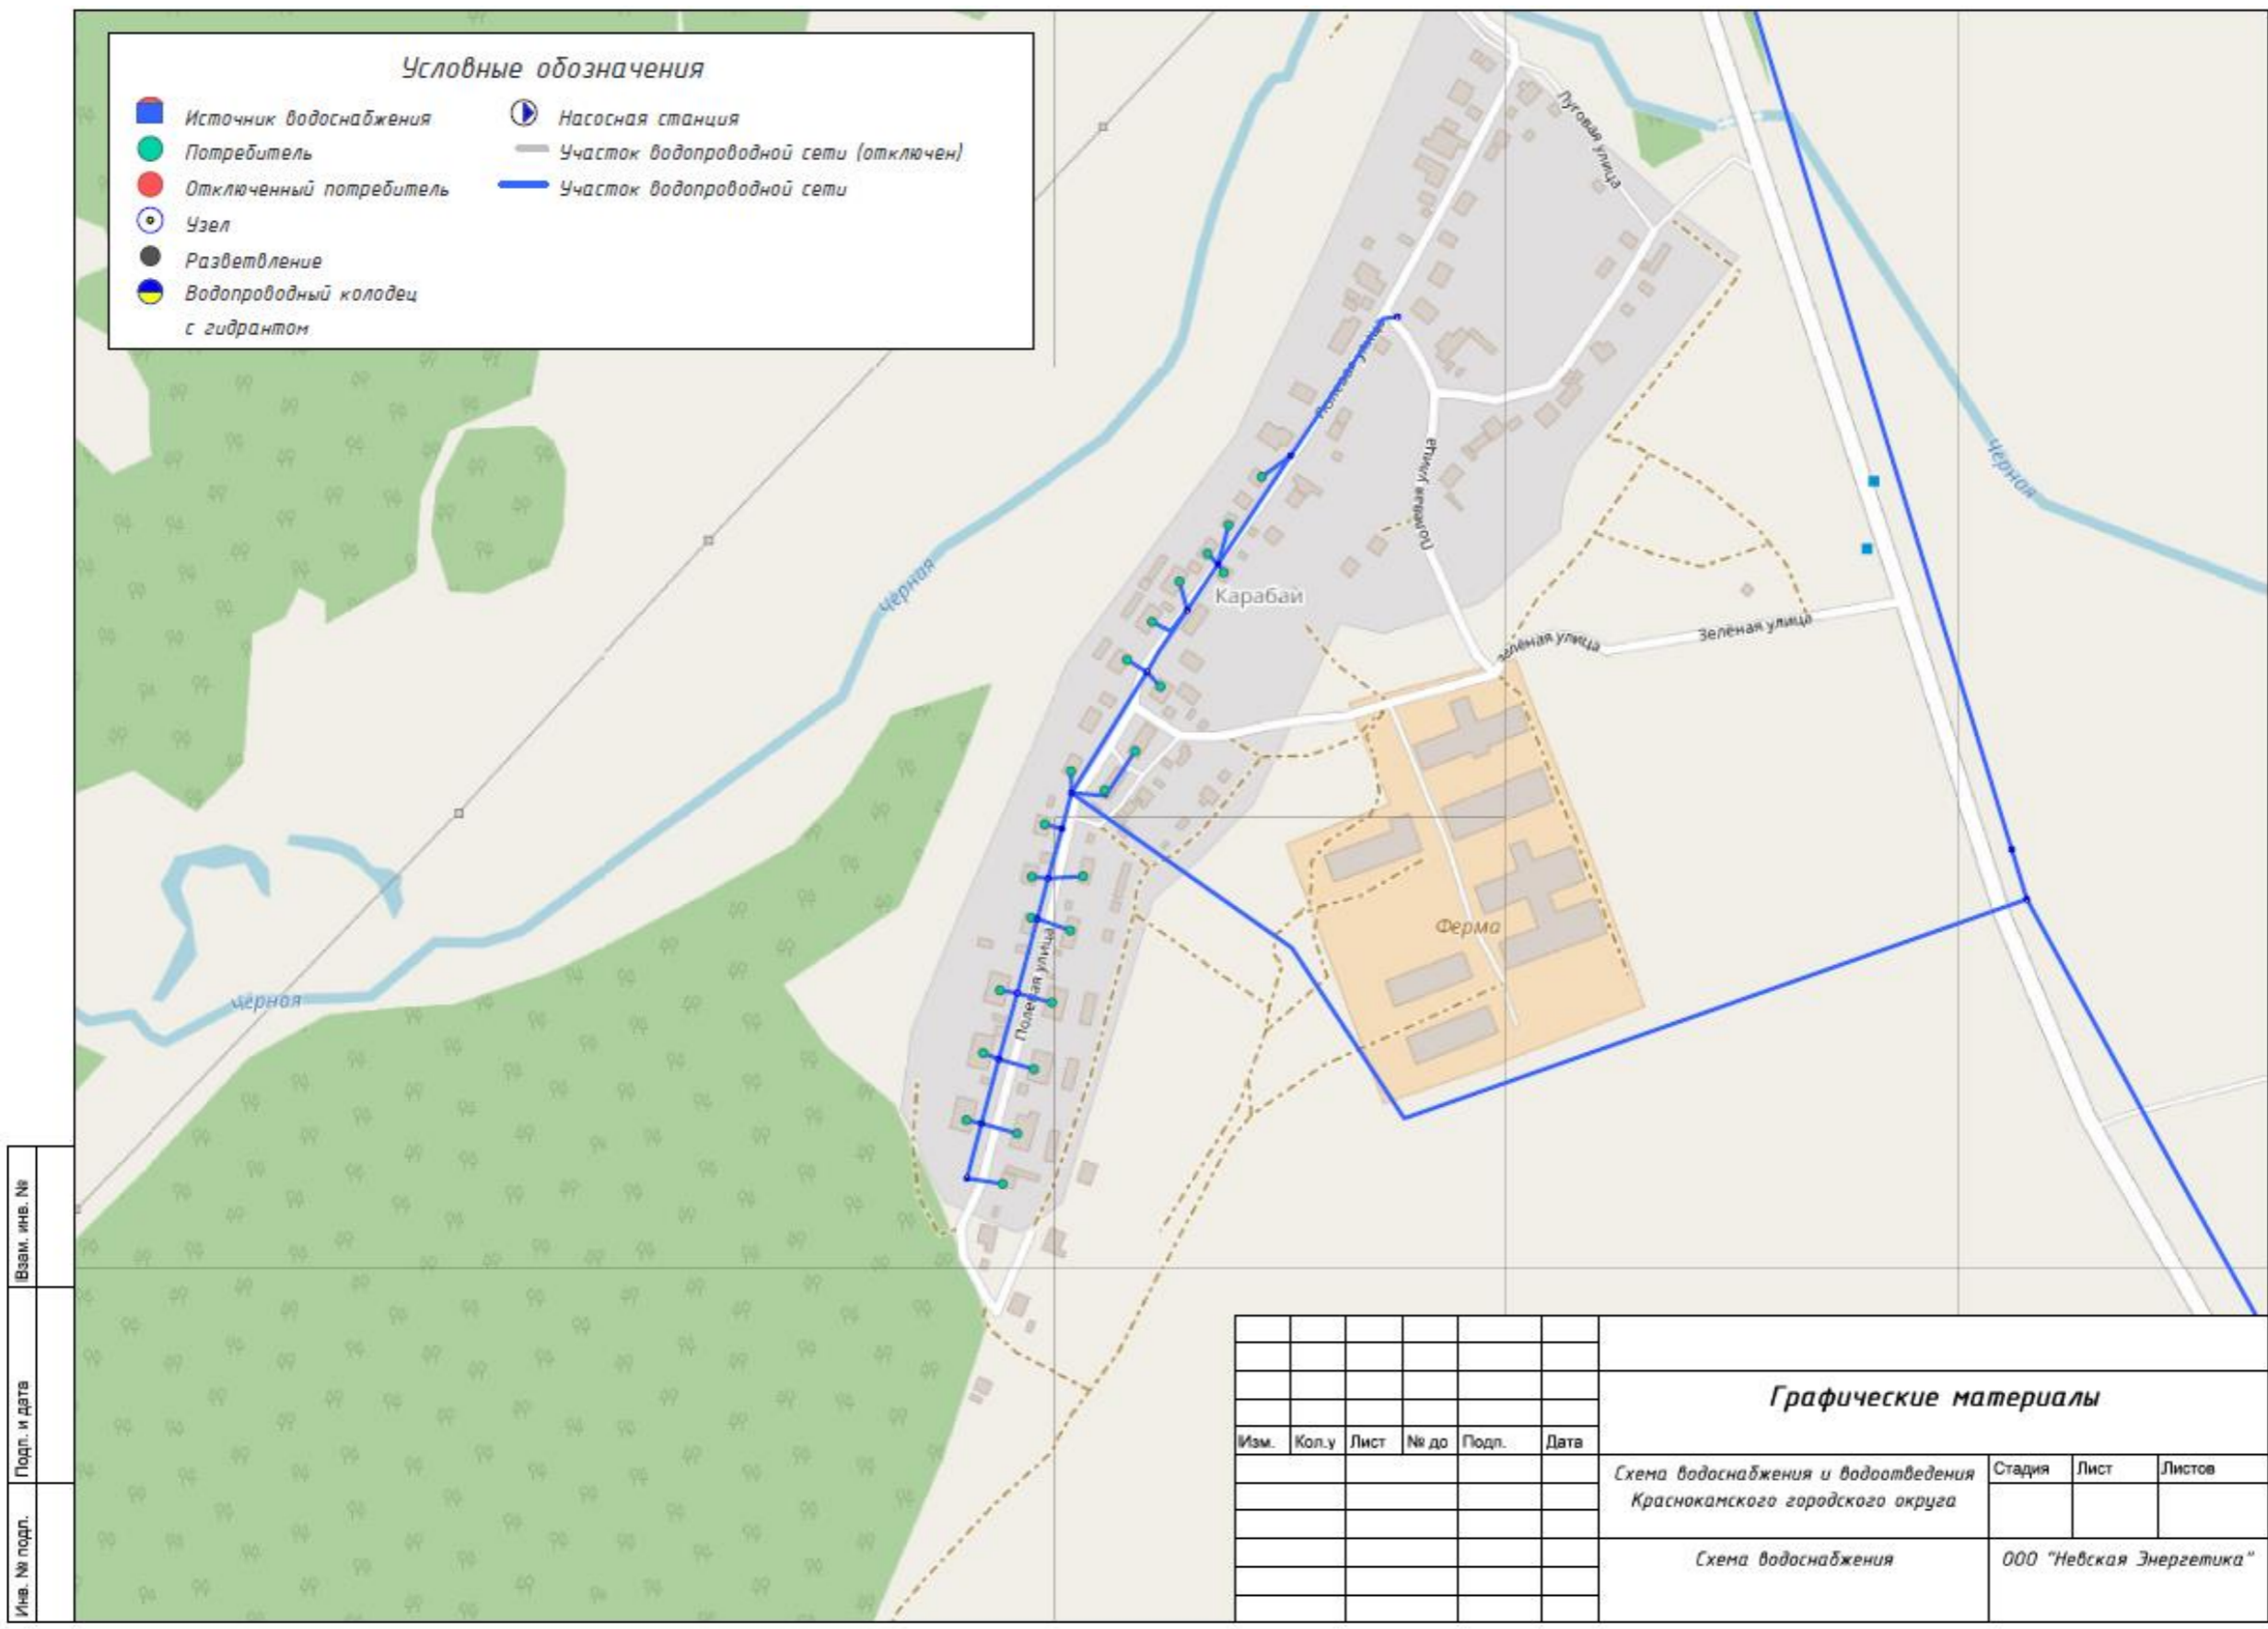 Условные обозначения
Источник водоснабжения
Потребитель
Отключенный потребитель
Узел
Разветвление
Водопроводный колодец
с гидрантом
Насосная станция
Участок водопроводной сети (отключен)
Участок водопроводной сети
Луговая улица
Полевая улица
Полевая улица
Чёрная
Чёрная
Карабай
Зелёная улица
Зелёная улица
Ферма
Полевая улица
Чёрная
Взам. инв. №
Подп. и дата
Инв. № подл.
Графические материалы
Изм. Кол.у Лист № до Подп. Дата
Схема водоснабжения и водоотведения
Краснокамского городского округа
Стадия Лист Листов
Схема водоснабжения
ООО "Невская Энергетика"